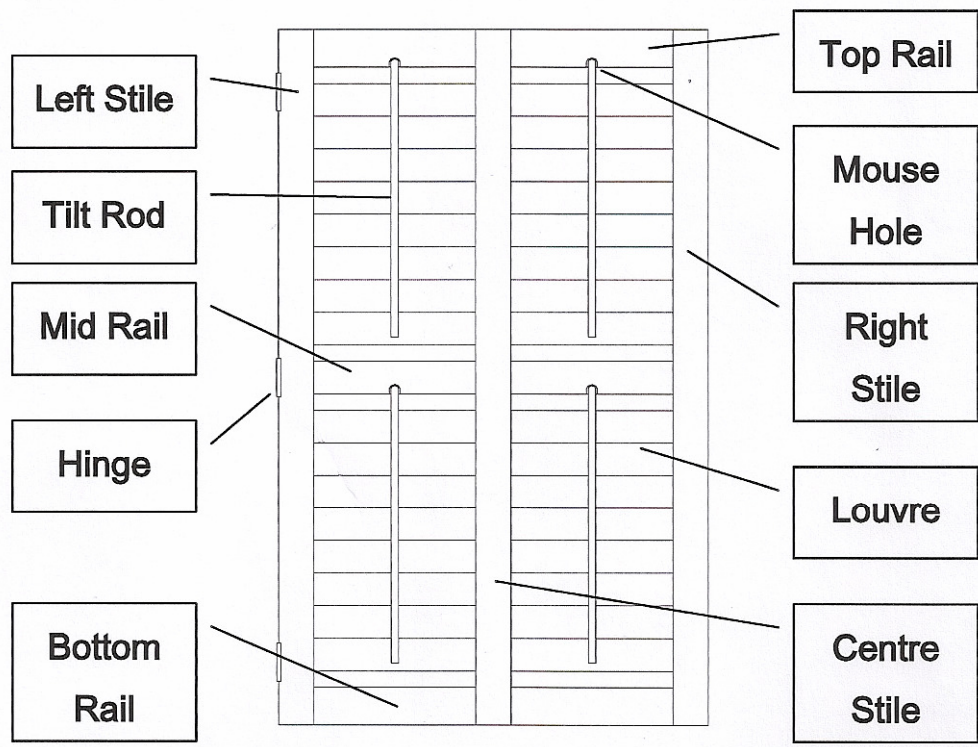 Left Stile
Tilt Rod
Mid Rail
Hinge
Bottom
Rail
Top Rail
Mouse
Hole
Right
Stile
Louvre
Centre
Stile